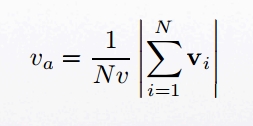 v_a = \frac{1}{Nv} \left| \sum_{i=1}^{N} \mathbf{v}_i \right|